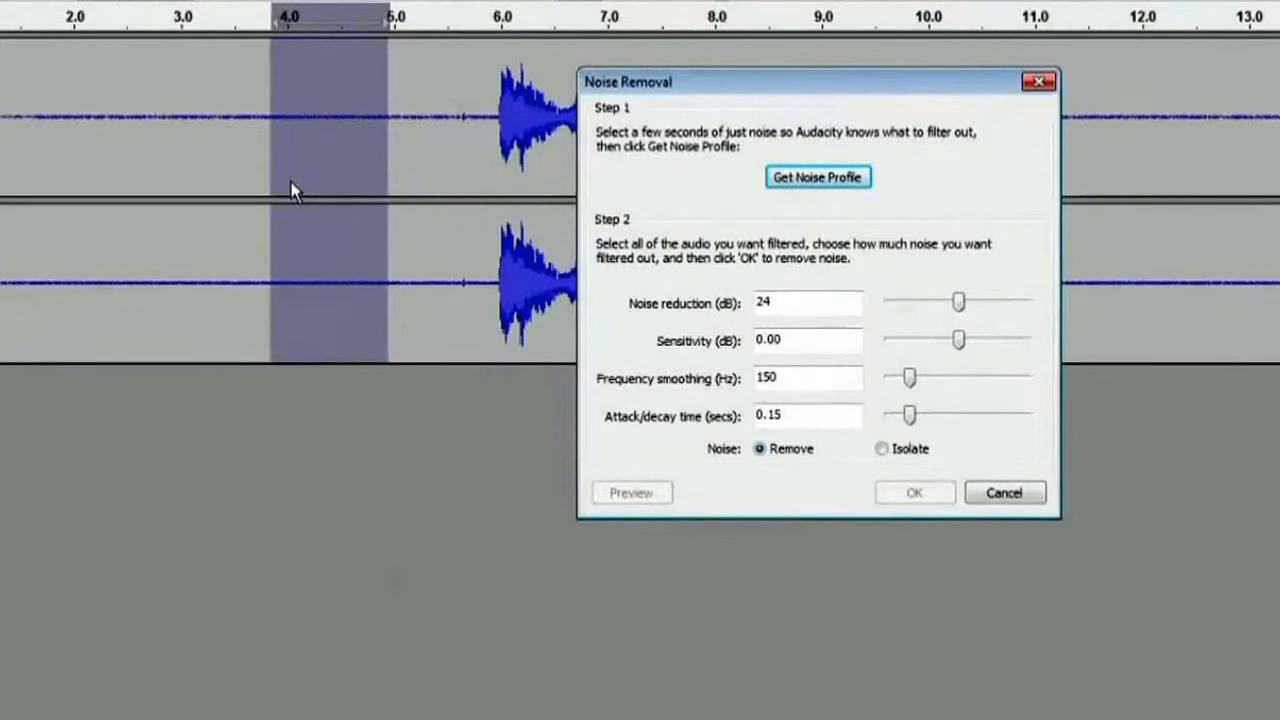 2.0 3.0 4.0 5.0 6.0 7.0 8.0 9.0 10.0 11.0 12.0 13.0
Noise Removal
Step 1
Select a few seconds of just noise so Audacity knows what to filter out,
then click Get Noise Profile:
Get Noise Profile
Step 2
Select all of the audio you want filtered, choose how much noise you want
filtered out, and then click 'OK' to remove noise.
Noise reduction (dB): 24
Sensitivity (dB): 0.00
Frequency smoothing (Hz): 150
Attack/decay time (secs): 0.15
Noise: Remove Isolate
Preview OK Cancel